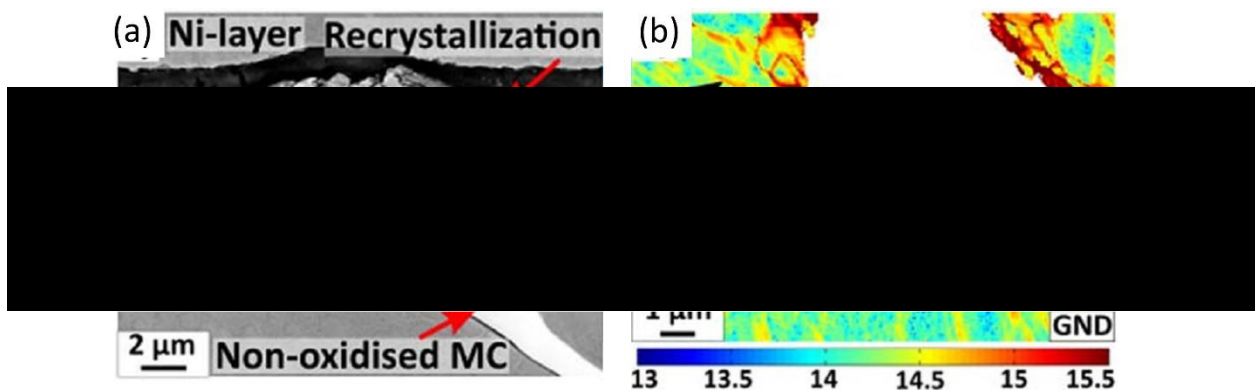 (a) Ni-layer Recrystallization
2 µm Non-oxidised MC
(b)
1 µm GND
13 13.5 14 14.5 15 15.5